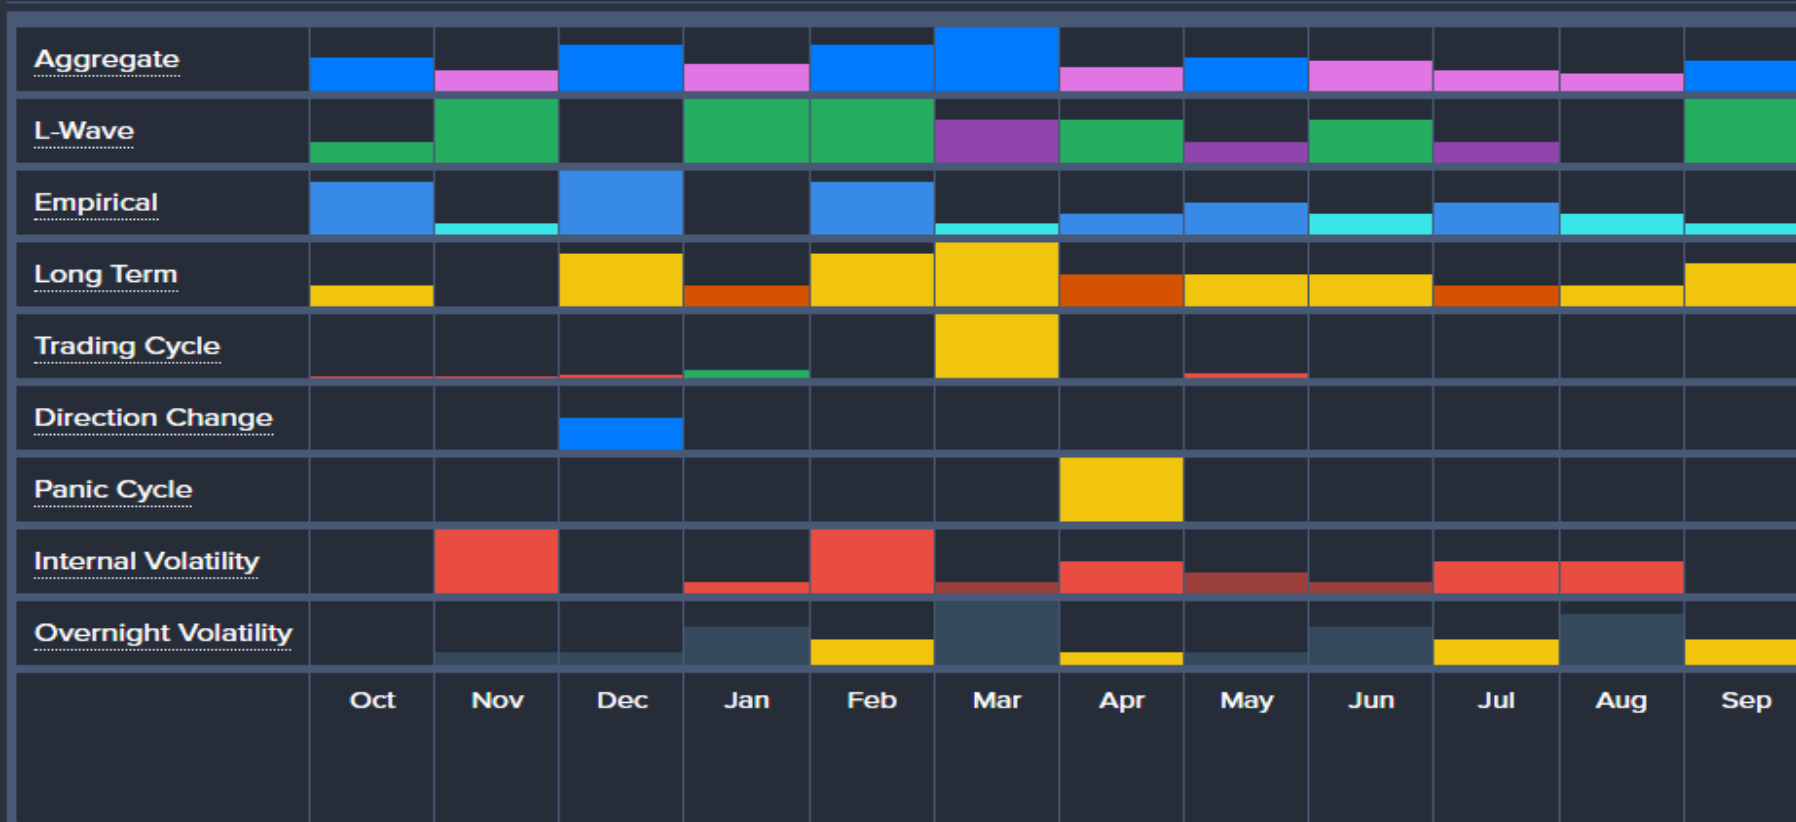 Aggregate
L-Wave
Empirical
Long Term
Trading Cycle
Direction Change
Panic Cycle
Internal Volatility
Overnight Volatility
Oct Nov Dec Jan Feb Mar Apr May Jun Jul Aug Sep